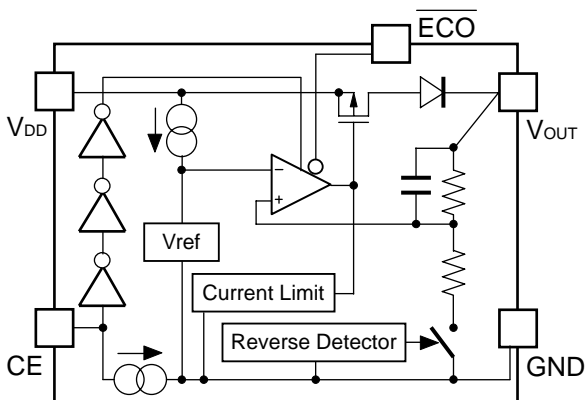 ECO
VDD
VOUT
−
+
Vref
Current Limit
Reverse Detector
CE
GND